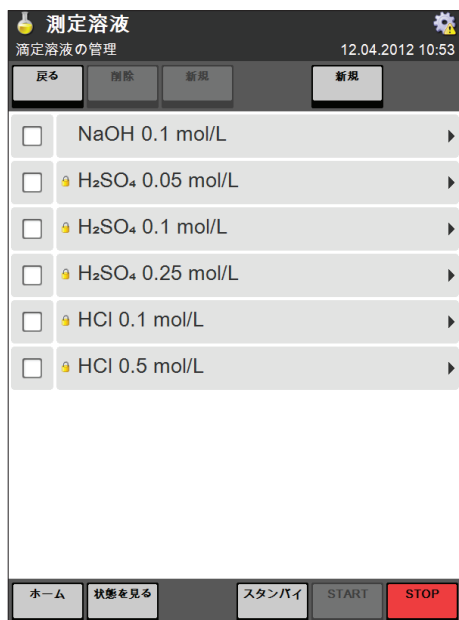 測定溶液
滴定溶液の管理 12.04.2012 10:53
戻る 削除 新規 新規
NaOH 0.1 mol/L
H₂SO₄ 0.05 mol/L
H₂SO₄ 0.1 mol/L
H₂SO₄ 0.25 mol/L
HCl 0.1 mol/L
HCl 0.5 mol/L
ホーム 状態を見る スタンバイ START STOP